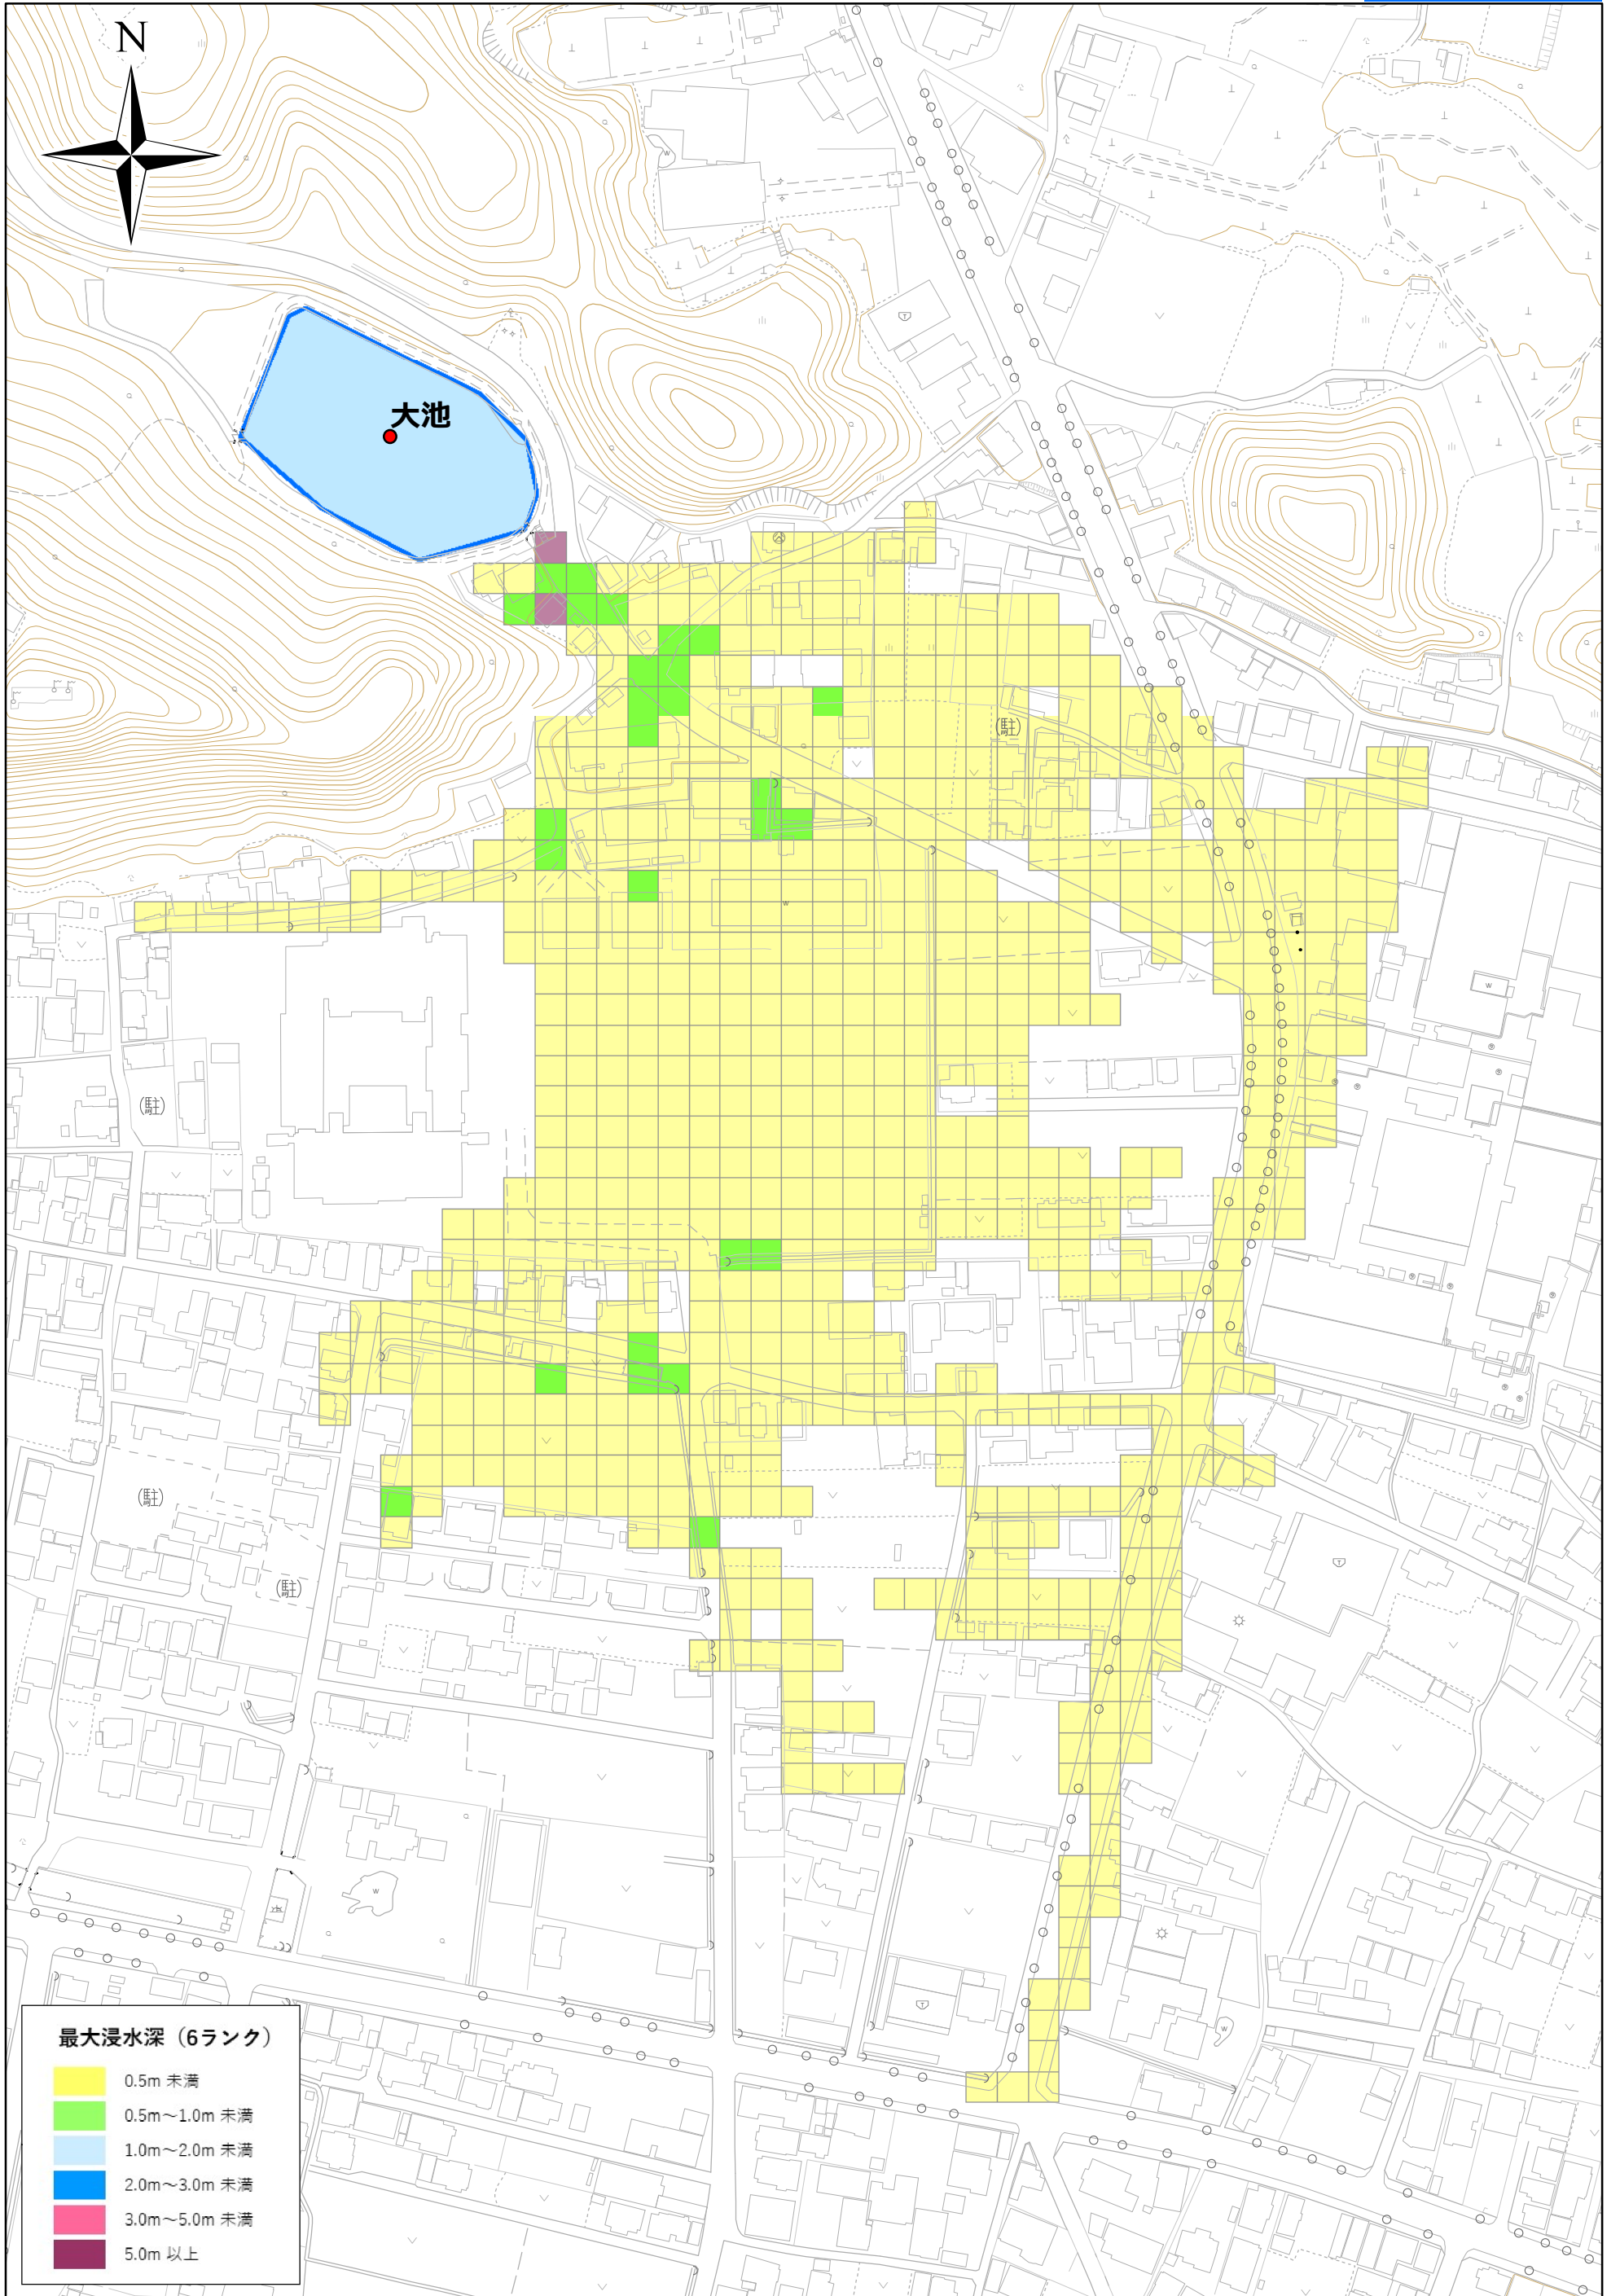 N
大池
(駐)
(駐)
(駐)
(駐)
最大浸水深（6ランク）
0.5m 未満
0.5m～1.0m 未満
1.0m～2.0m 未満
2.0m～3.0m 未満
3.0m～5.0m 未満
5.0m 以上